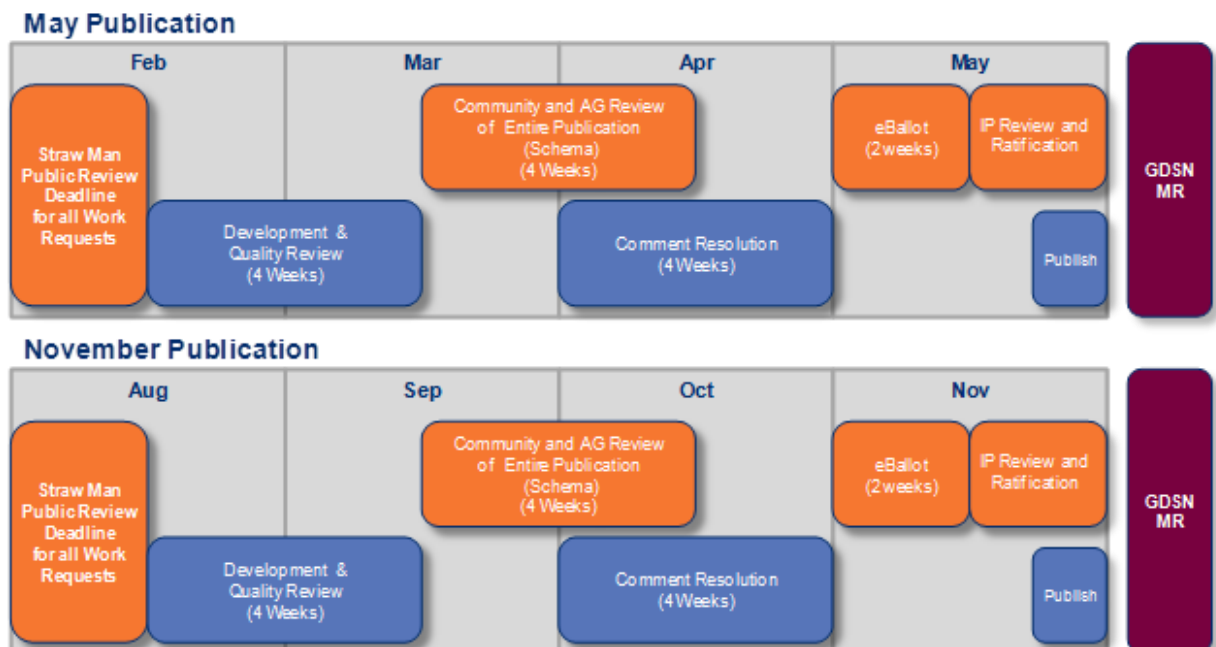 May Publication
Feb
Mar
Apr
May
Straw Man
Public Review
Deadline
for all Work
Requests
Development &
Quality Review
(4 Weeks)
Community and AG Review
of Entire Publication
(Schema)
(4 Weeks)
Comment Resolution
(4 Weeks)
eBallot
(2 weeks)
IP Review and
Ratification
Publish
GDSN
MR
November Publication
Aug
Sep
Oct
Nov
Straw Man
Public Review
Deadline
for all Work
Requests
Development &
Quality Review
(4 Weeks)
Community and AG Review
of Entire Publication
(Schema)
(4 Weeks)
Comment Resolution
(4 Weeks)
eBallot
(2 weeks)
IP Review and
Ratification
Publish
GDSN
MR